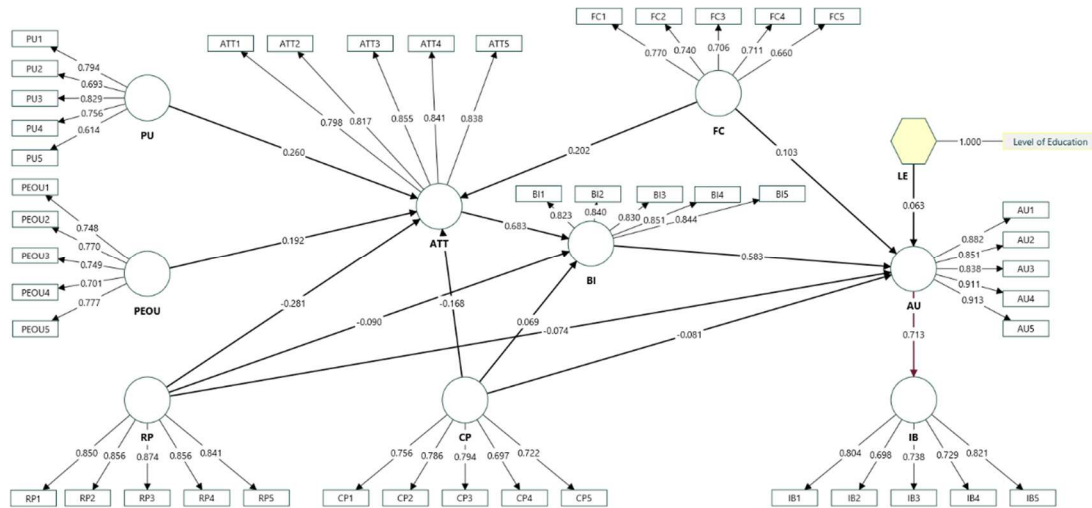 PU1
PU2
PU3
PU4
PU5
0.794
0.693
0.829
0.756
0.614
PU
ATT1
ATT2
ATT3
ATT4
ATT5
0.798
0.817
0.855
0.841
0.838
FC1
FC2
FC3
FC4
FC5
0.770
0.740
0.706
0.711
0.660
FC
0.260
0.202
0.103
1.000
Level of Education
LE
0.063
PEOU1
PEOU2
PEOU3
PEOU4
PEOU5
0.748
0.770
0.749
0.701
0.777
PEOU
0.192
ATT
0.683
BI1
BI2
BI3
BI4
BI5
0.823
0.840
0.830
0.851
0.844
BI
0.583
AU1
AU2
AU3
AU4
AU5
0.882
0.851
0.838
0.911
0.913
AU
-0.281
-0.090
-0.168
0.069
-0.074
-0.081
0.713
RP
0.850
0.856
0.874
0.856
0.841
RP1
RP2
RP3
RP4
RP5
CP
0.756
0.786
0.794
0.697
0.722
CP1
CP2
CP3
CP4
CP5
IB
0.804
0.698
0.738
0.729
0.821
IB1
IB2
IB3
IB4
IB5